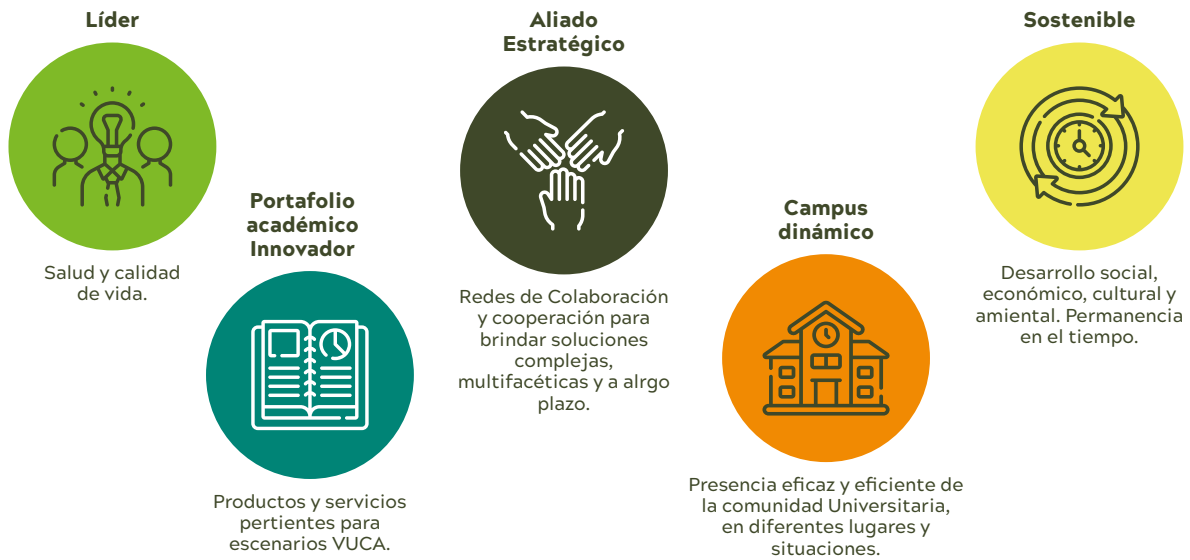 Líder
Salud y calidad
de vida.
Portafolio
académico
Innovador
Productos y servicios
pertinentes para
escenarios VUCA.
Aliado
Estratégico
Redes de Colaboración
y cooperación para
brindar soluciones
complejas,
multifacéticas y a alrgo
plazo.
Campus
dinámico
Presencia eficaz y eficiente de
la comunidad Universitaria,
en diferentes lugares y
situaciones.
Sostenible
Desarrollo social,
económico, cultural y
amiental. Permanencia
en el tiempo.